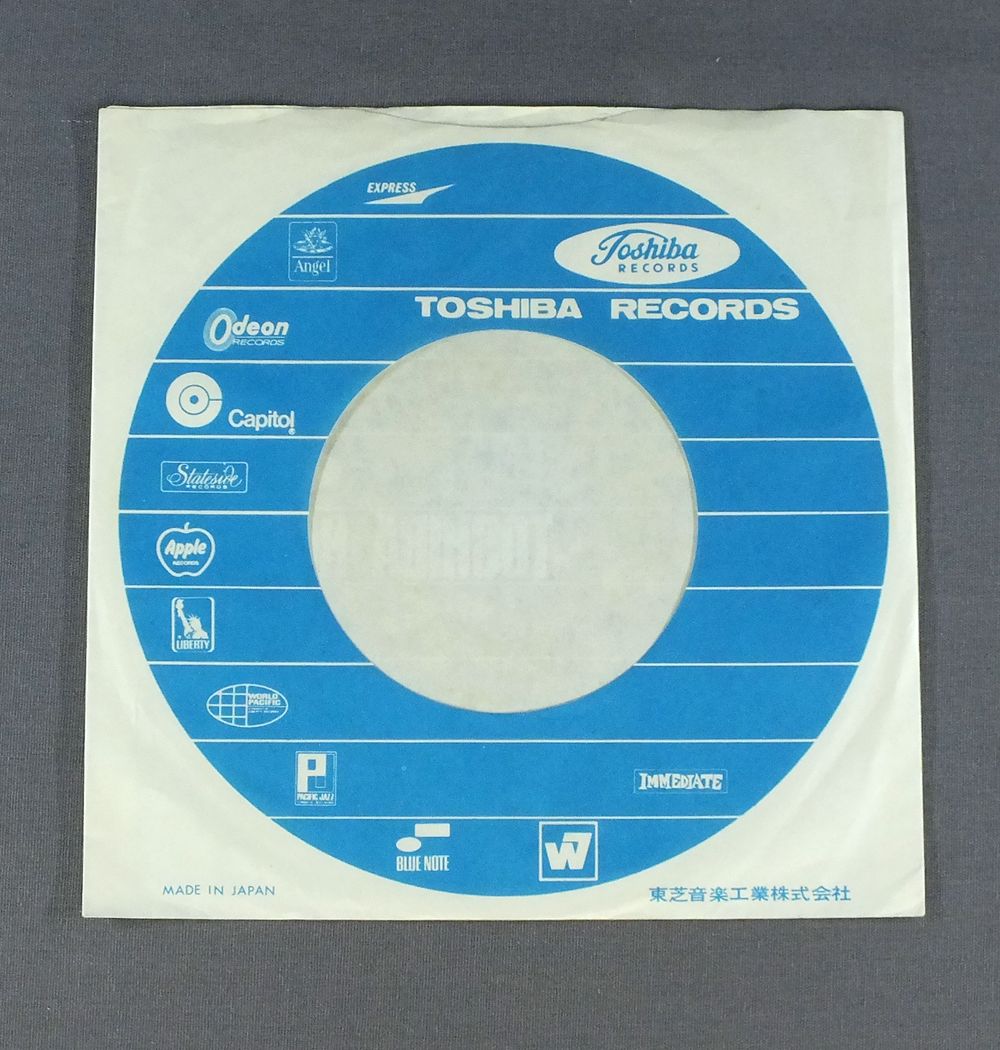 EXPRESS
Angel
Toshiba
RECORDS
TOSHIBA RECORDS
Odeon
RECORDS
Capitol
Stateside
RECORDS
Apple
RECORDS
LIBERTY
WORLD
PACIFIC
P
PACIFIC JAZZ
IMMEDIATE
BLUE NOTE
W7
MADE IN JAPAN
東芝音楽工業株式会社